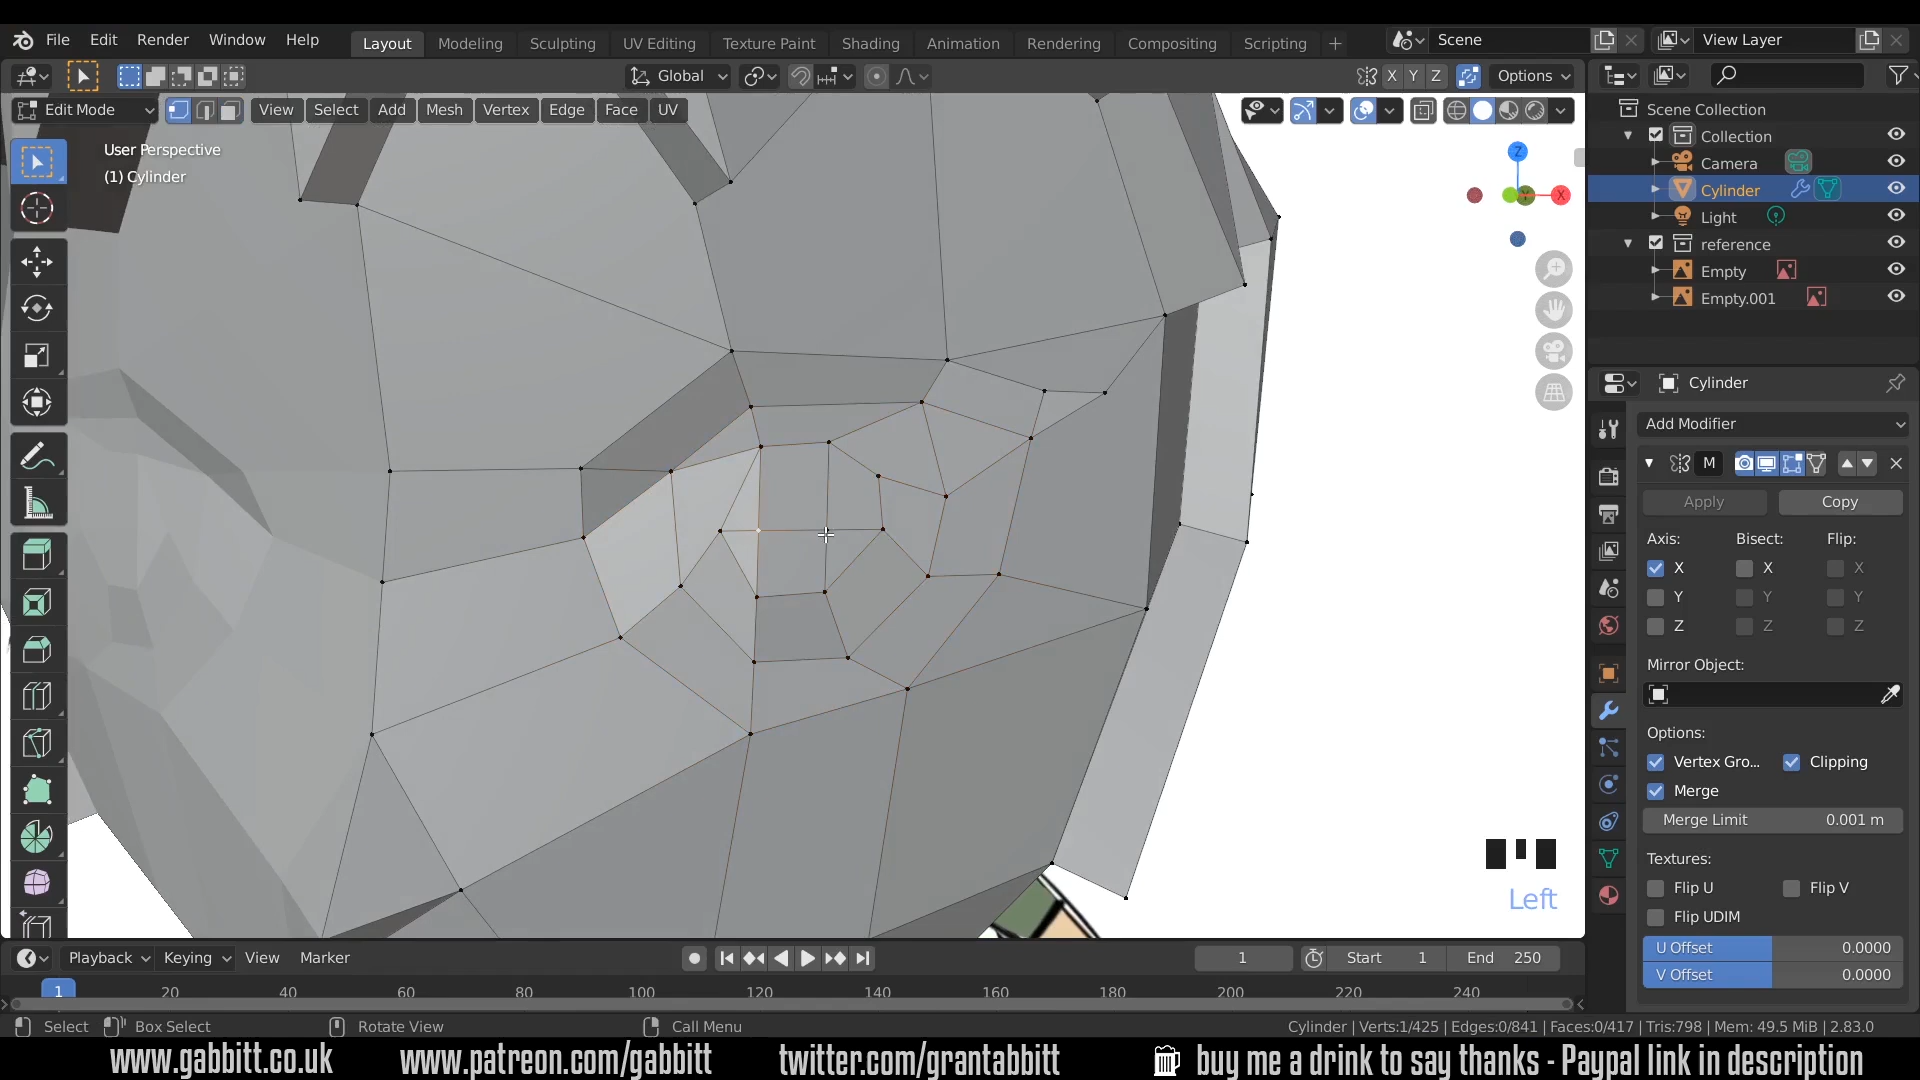 File Edit Render Window Help Layout Modeling Sculpting UV Editing Texture Paint Shading Animation Rendering Compositing Scripting + Scene View Layer
Global X Y Z Options
Edit Mode View Select Add Mesh Vertex Edge Face UV
User Perspective
(1) Cylinder
Z
X
Left
Scene Collection
Collection
Camera
Cylinder
Light
reference
Empty
Empty.001
Cylinder
Add Modifier
M
Apply Copy
Axis: Bisect: Flip:
X X X
Y Y Y
Z Z Z
Mirror Object:
Options:
Vertex Gro... Clipping
Merge
Merge Limit 0.001 m
Textures:
Flip U Flip V
Flip UDIM
U Offset 0.0000
V Offset 0.0000
Playback Keying View Marker 1 Start 1 End 250
1 20 40 60 80 100 120 140 160 180 200 220 240
Select Box Select Rotate View Call Menu Cylinder | Verts:1/425 | Edges:0/841 | Faces:0/417 | Tris:798 | Mem: 49.5 MiB | 2.83.0
www.gabbitt.co.uk www.patreon.com/gabbitt twitter.com/grantabbitt buy me a drink to say thanks - Paypal link in description